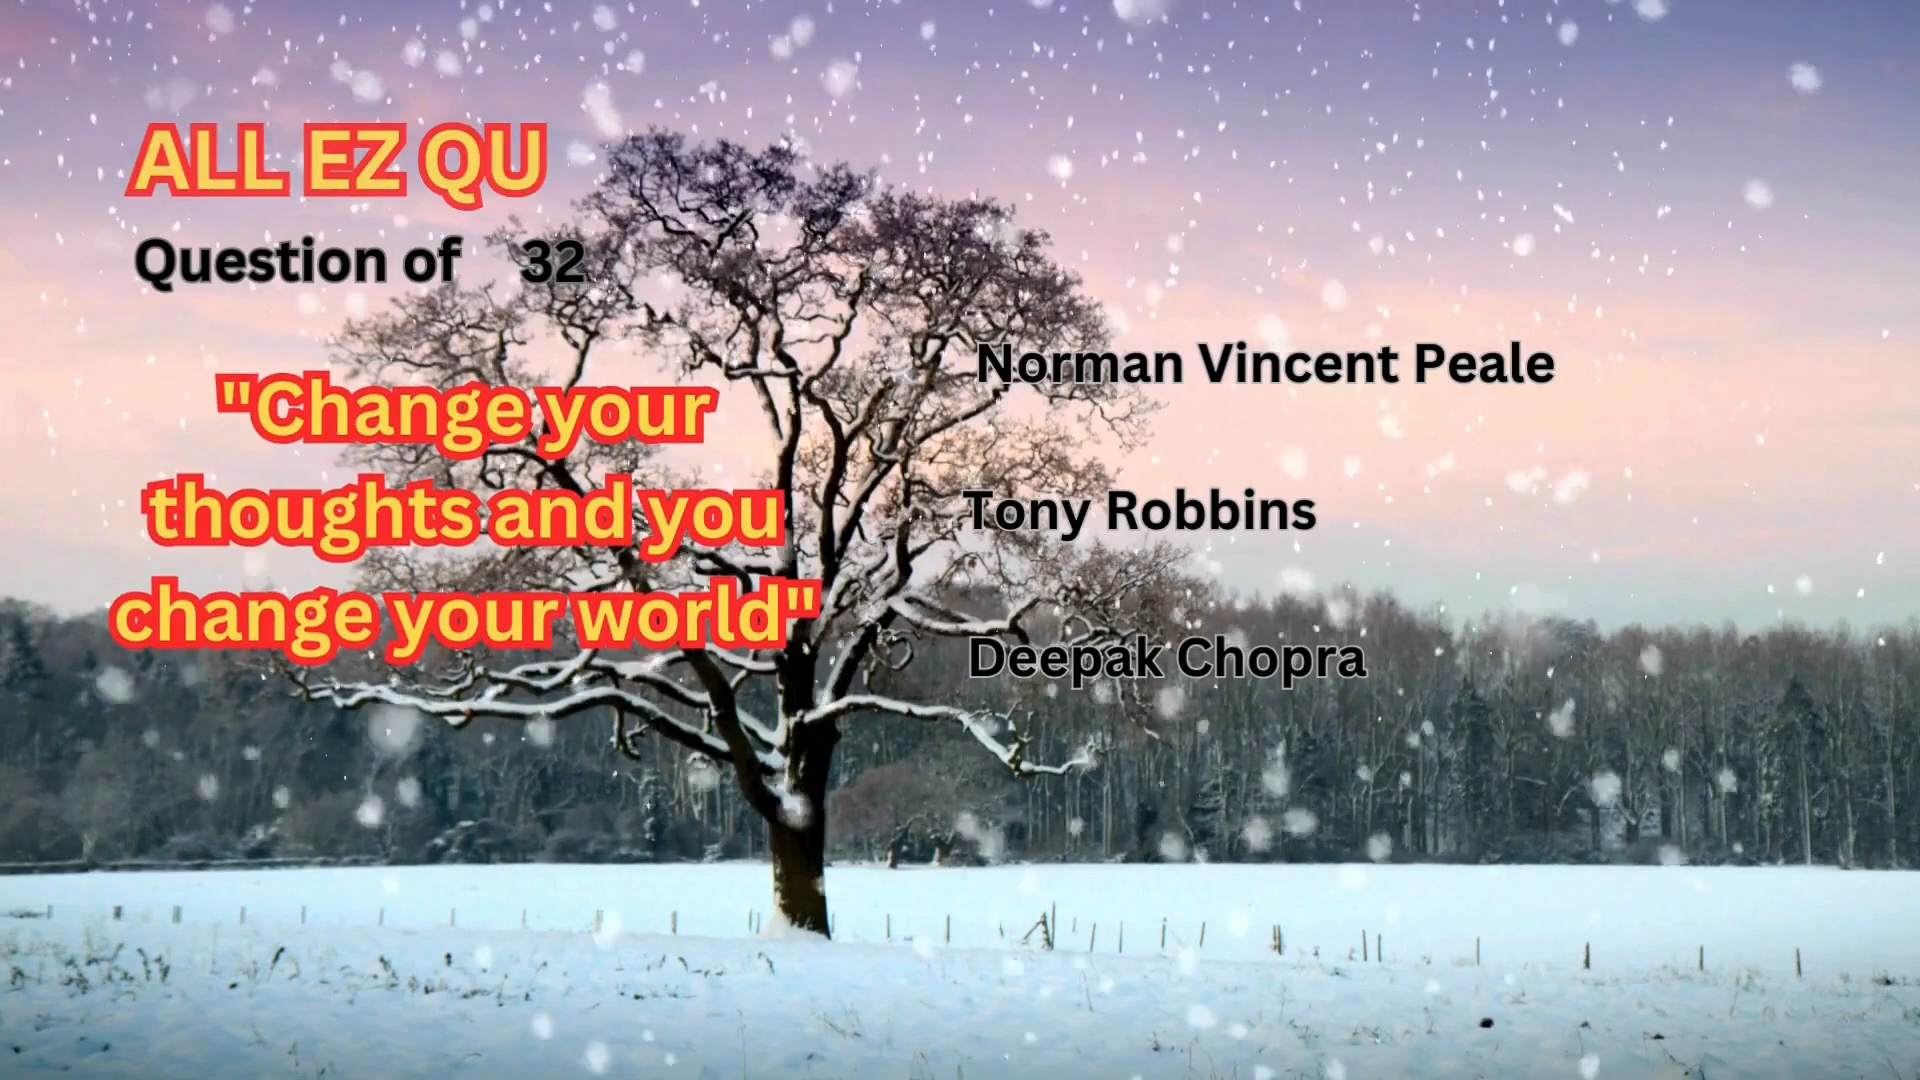 ALL EZ QU
Question of 32
"Change your
thoughts and you
change your world"
Norman Vincent Peale
Tony Robbins
Deepak Chopra